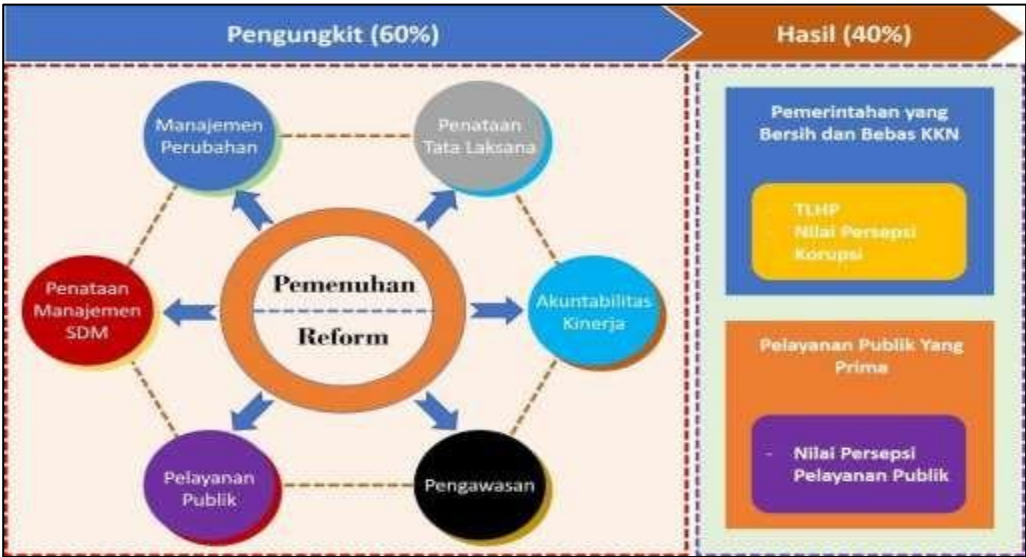 Pengungkit (60%)
Hasil (40%)
Manajemen
Perubahan
Penataan
Tata Laksana
Penataan
Manajemen
SDM
Pemenuhan
Reform
Akuntabilitas
Kinerja
Pelayanan
Publik
Pengawasan
Pemerintahan yang
Bersih dan Bebas KKN
- TLHP
- Nilai Persepsi
Korupsi
Pelayanan Publik Yang
Prima
- Nilai Persepsi
Pelayanan Publik